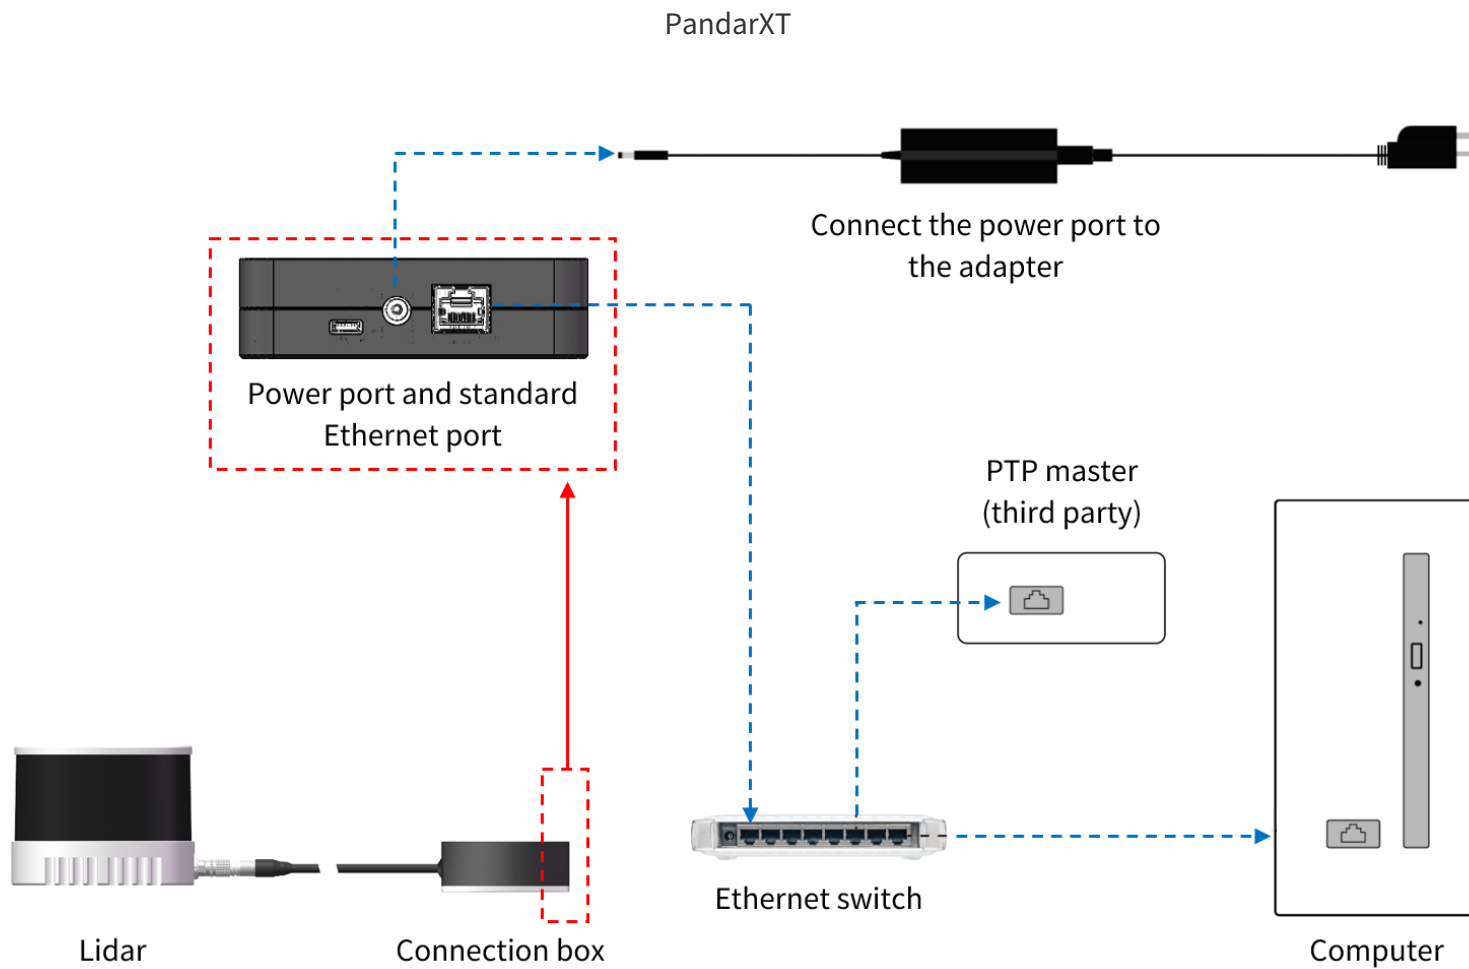 PandarXT
Connect the power port to
the adapter
Power port and standard
Ethernet port
PTP master
(third party)
Ethernet switch
Lidar
Connection box
Computer